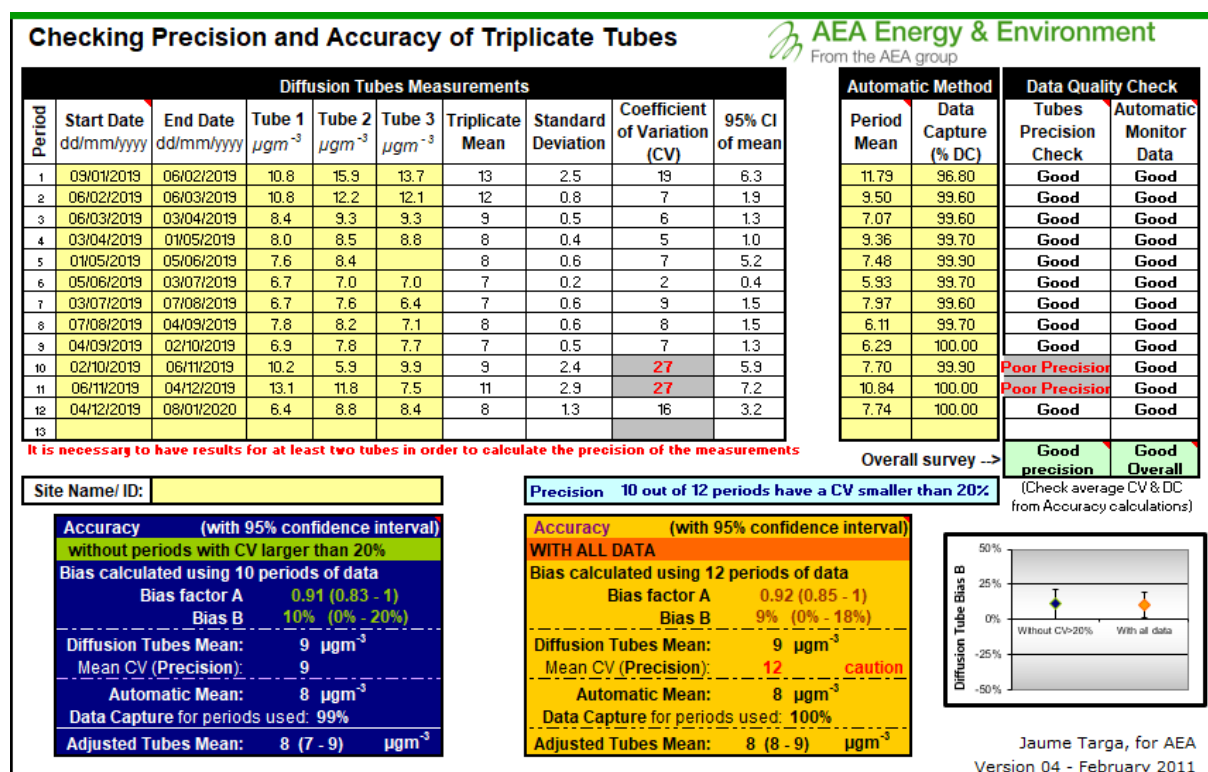 Checking Precision and Accuracy of Triplicate Tubes
AEA Energy & Environment
From the AEA group
Diffusion Tubes Measurements
Automatic Method
Data Quality Check
Period
Start Date dd/mm/yyyy
End Date dd/mm/yyyy
Tube 1 µgm⁻³
Tube 2 µgm⁻³
Tube 3 µgm⁻³
Triplicate Mean
Standard Deviation
Coefficient of Variation (CV)
95% CI of mean
Period Mean
Data Capture (% DC)
Tubes Precision Check
Automatic Monitor Data
1 09/01/2019 06/02/2019 10.8 15.9 13.7 13 2.5 19 6.3 11.79 96.80 Good Good
2 06/02/2019 06/03/2019 10.8 12.2 12.1 12 0.8 7 1.9 9.50 99.60 Good Good
3 06/03/2019 03/04/2019 8.4 9.3 9.3 9 0.5 6 1.3 7.07 99.60 Good Good
4 03/04/2019 01/05/2019 8.0 8.5 8.8 8 0.4 5 1.0 9.36 99.70 Good Good
5 01/05/2019 05/06/2019 7.6 8.4 8 0.6 7 5.2 7.48 99.90 Good Good
6 05/06/2019 03/07/2019 6.7 7.0 7.0 7 0.2 2 0.4 5.93 99.70 Good Good
7 03/07/2019 07/08/2019 6.7 7.6 6.4 7 0.6 9 1.5 7.97 99.60 Good Good
8 07/08/2019 04/09/2019 7.8 8.2 7.1 8 0.6 8 1.5 6.11 99.70 Good Good
9 04/09/2019 02/10/2019 6.9 7.8 7.7 7 0.5 7 1.3 6.29 100.00 Good Good
10 02/10/2019 06/11/2019 10.2 5.9 9.9 9 2.4 27 5.9 7.70 99.90 Poor Precision Good
11 06/11/2019 04/12/2019 13.1 11.8 7.5 11 2.9 27 7.2 10.84 100.00 Poor Precision Good
12 04/12/2019 08/01/2020 6.4 8.8 8.4 8 1.3 16 3.2 7.74 100.00 Good Good
13
It is necessary to have results for at least two tubes in order to calculate the precision of the measurements
Overall survey -->
Good precision
Good Overall
Site Name/ ID:
Precision 10 out of 12 periods have a CV smaller than 20%
(Check average CV & DC
from Accuracy calculations)
Accuracy (with 95% confidence interval)
without periods with CV larger than 20%
Bias calculated using 10 periods of data
Bias factor A 0.91 (0.83 - 1)
Bias B 10% (0% - 20%)
Diffusion Tubes Mean: 9 µgm⁻³
Mean CV (Precision): 9
Automatic Mean: 8 µgm⁻³
Data Capture for periods used: 99%
Adjusted Tubes Mean: 8 (7 - 9) µgm⁻³
Accuracy (with 95% confidence interval)
WITH ALL DATA
Bias calculated using 12 periods of data
Bias factor A 0.92 (0.85 - 1)
Bias B 9% (0% - 18%)
Diffusion Tubes Mean: 9 µgm⁻³
Mean CV (Precision): 12 caution
Automatic Mean: 8 µgm⁻³
Data Capture for periods used: 100%
Adjusted Tubes Mean: 8 (8 - 9) µgm⁻³
Diffusion Tube Bias B
50%
25%
0%
-25%
-50%
Without CV>20%
With all data
Jaume Targa, for AEA
Version 04 - February 2011